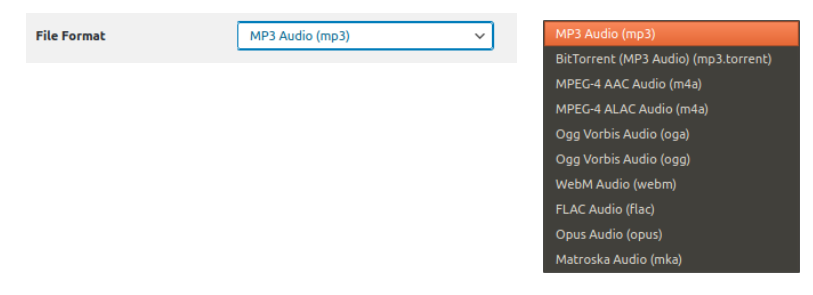 File Format
MP3 Audio (mp3)
MP3 Audio (mp3)
BitTorrent (MP3 Audio) (mp3.torrent)
MPEG-4 AAC Audio (m4a)
MPEG-4 ALAC Audio (m4a)
Ogg Vorbis Audio (oga)
Ogg Vorbis Audio (ogg)
WebM Audio (webm)
FLAC Audio (flac)
Opus Audio (opus)
Matroska Audio (mka)